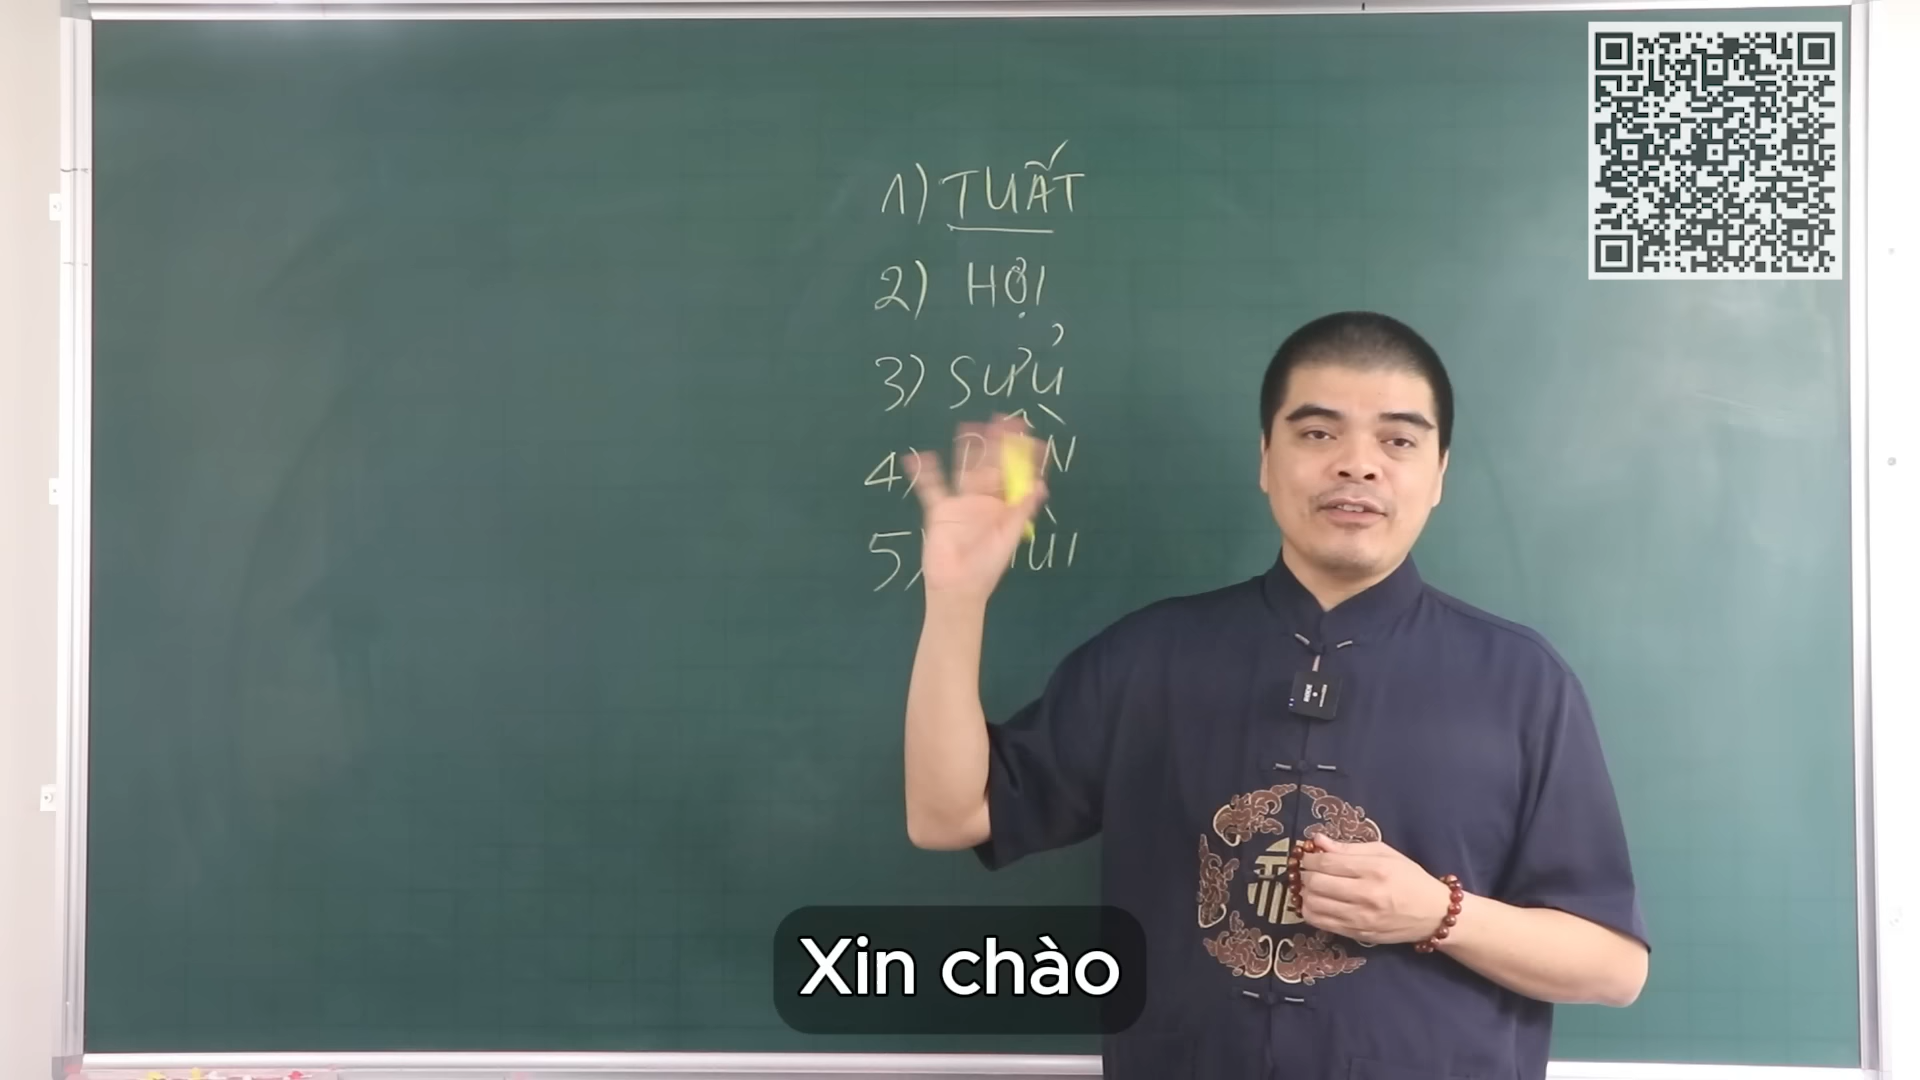 1) TUẤT
2) HỢI
3) SỬU
4)
5)
Xin chào